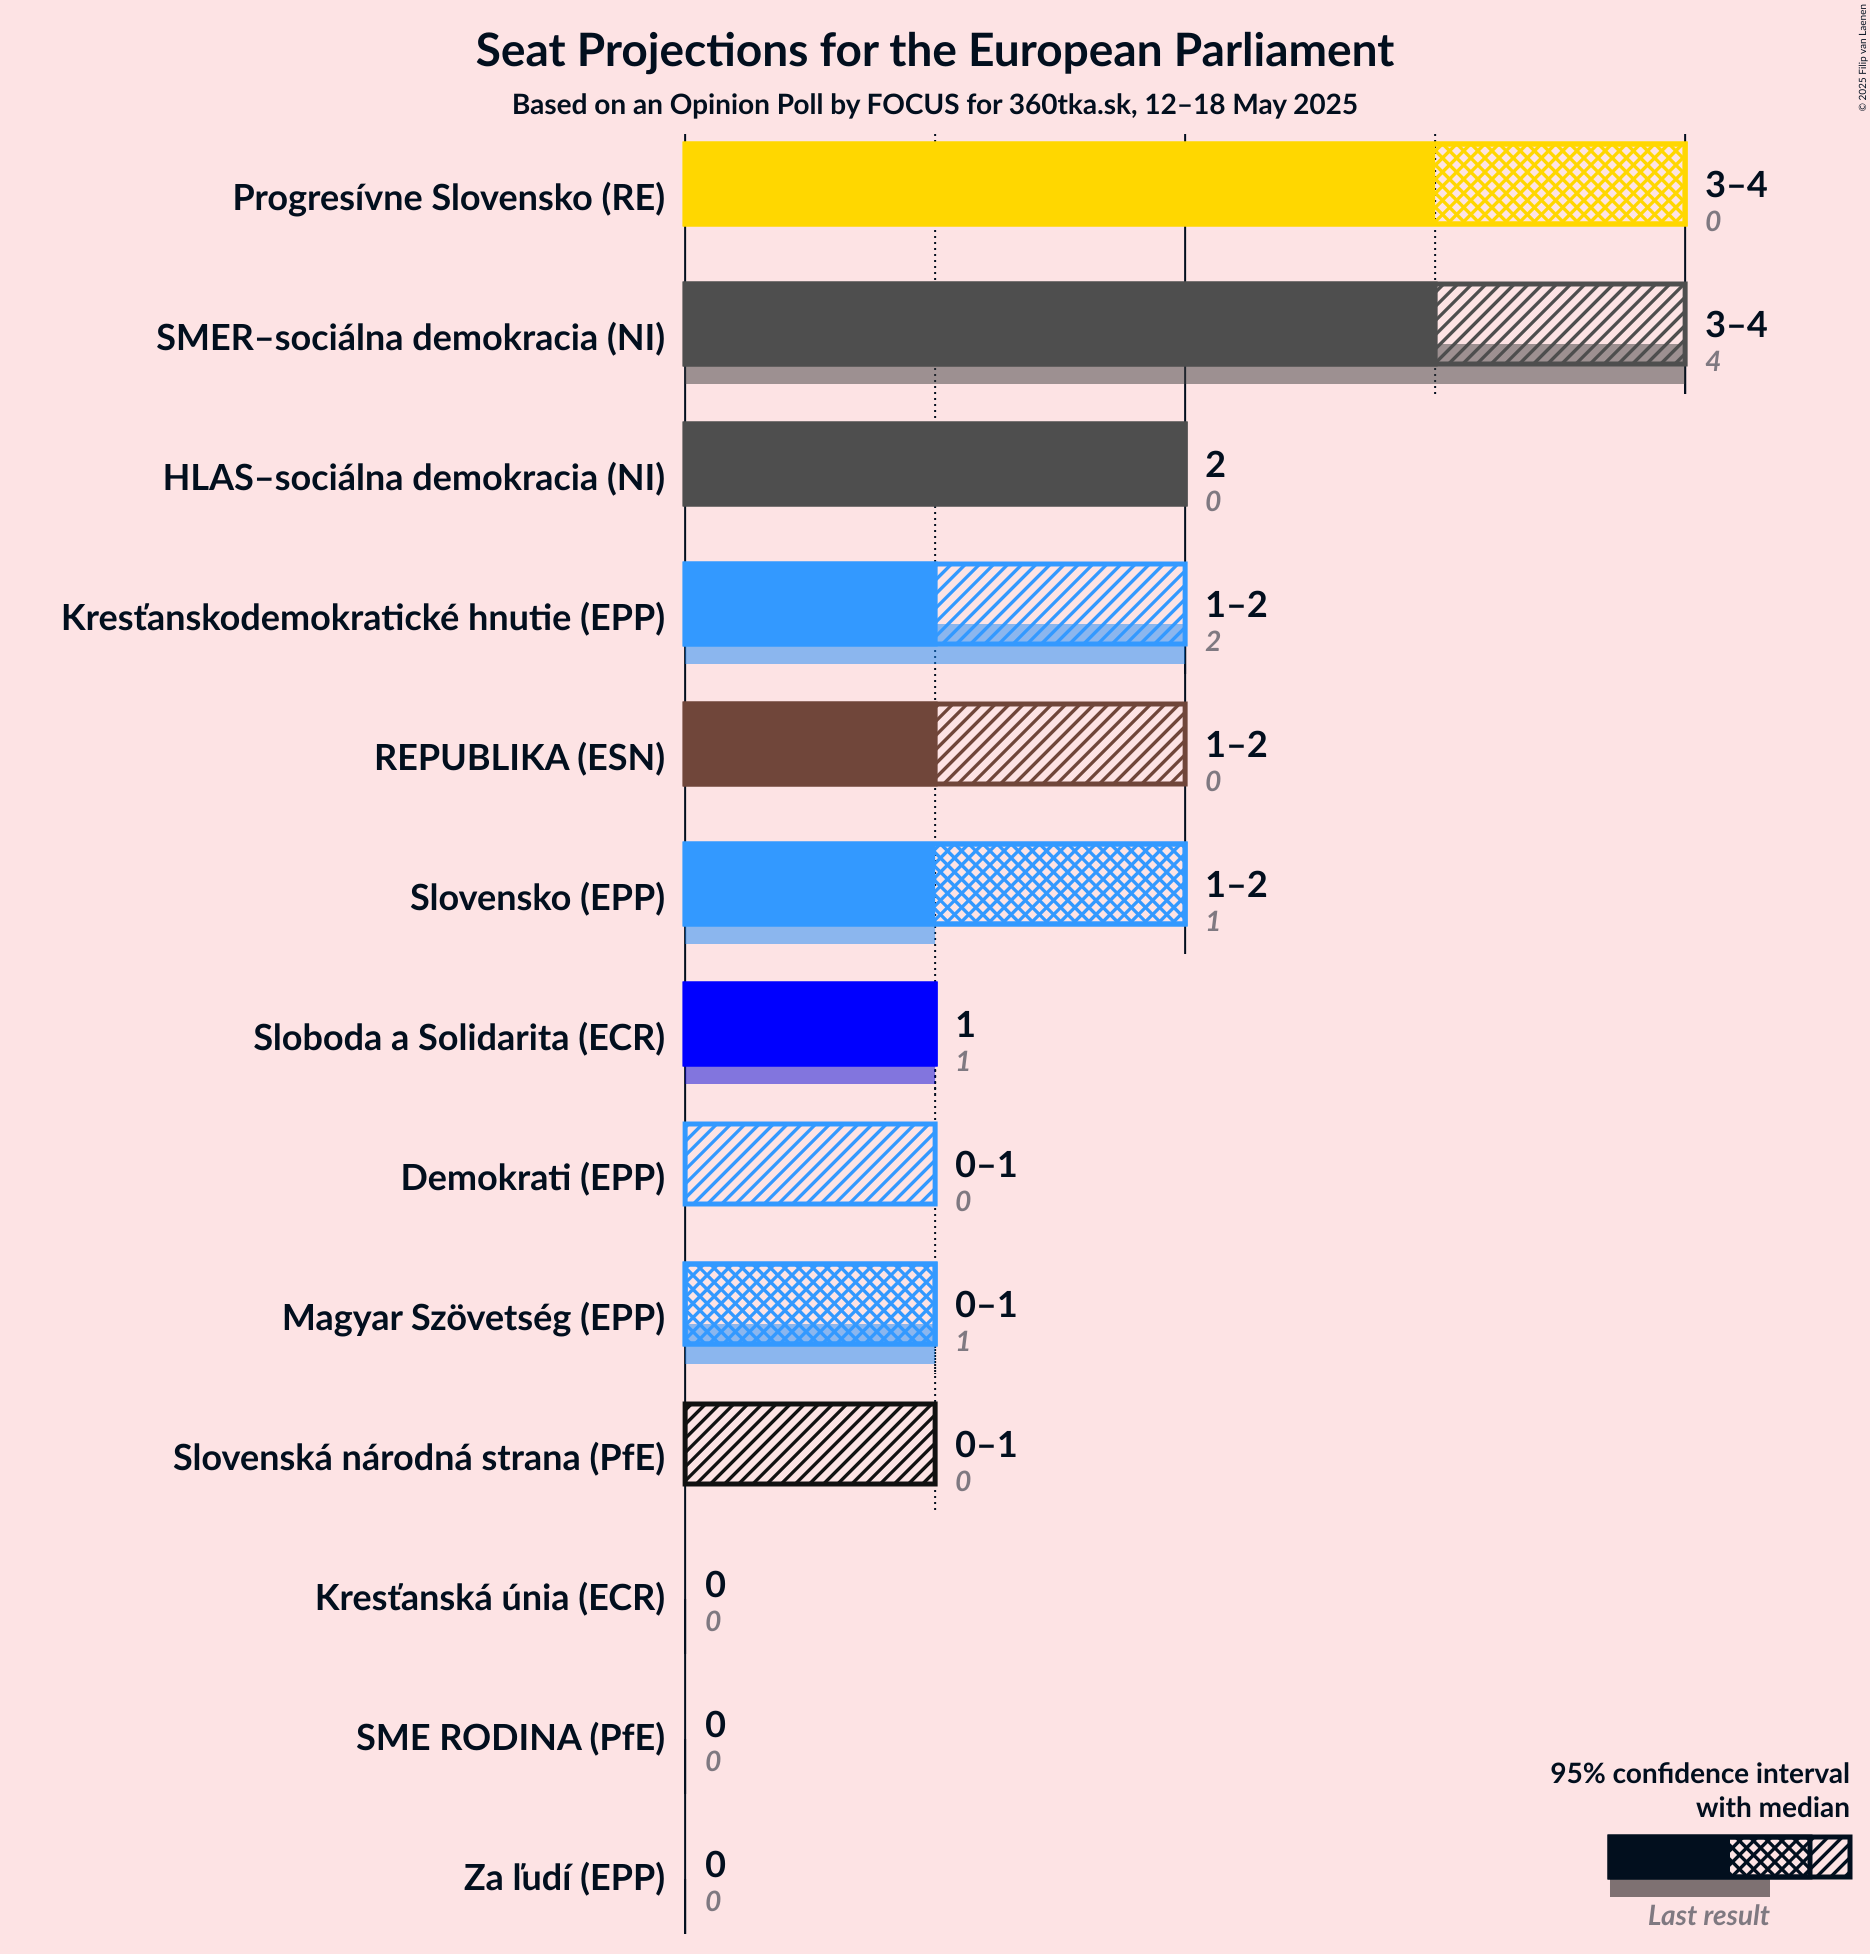 Seat Projections for the European Parliament
Based on an Opinion Poll by FOCUS for 360tka.sk, 12–18 May 2025
© 2025 Filip van Laenen
Progresívne Slovensko (RE)
3–4
0
SMER–sociálna demokracia (NI)
3–4
4
HLAS–sociálna demokracia (NI)
2
0
Kresťanskodemokratické hnutie (EPP)
1–2
2
REPUBLIKA (ESN)
1–2
0
Slovensko (EPP)
1–2
1
Sloboda a Solidarita (ECR)
1
1
Demokrati (EPP)
0–1
0
Magyar Szövetség (EPP)
0–1
1
Slovenská národná strana (PfE)
0–1
0
Kresťanská únia (ECR)
0
0
SME RODINA (PfE)
0
0
Za ľudí (EPP)
0
0
95% confidence interval
with median
Last result